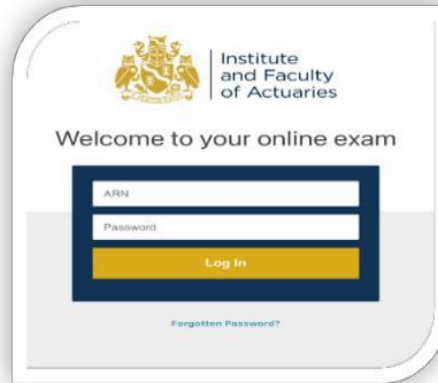 Institute
and Faculty
of Actuaries
Welcome to your online exam
ARN
Password
Log In
Forgotten Password?